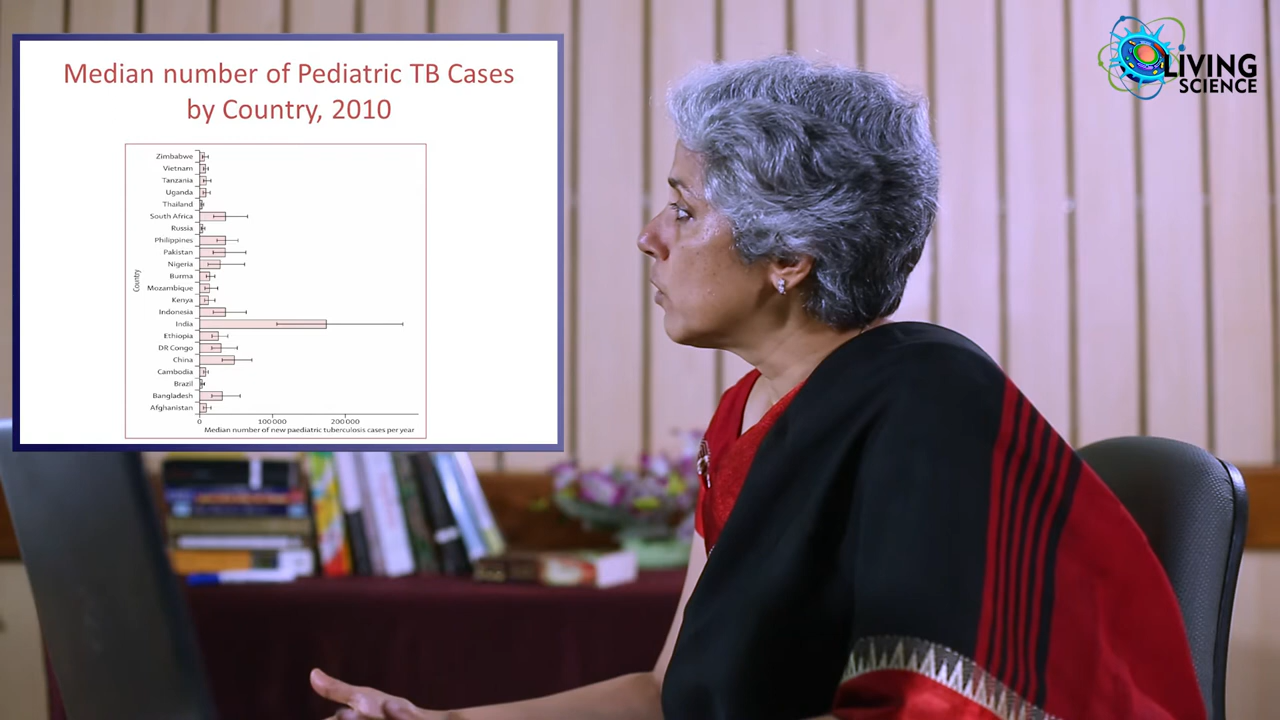 Median number of Pediatric TB Cases
by Country, 2010
LIVING
SCIENCE
Country
Zimbabwe
Vietnam
Tanzania
Uganda
Thailand
South Africa
Russia
Philippines
Pakistan
Nigeria
Burma
Mozambique
Kenya
Indonesia
India
Ethiopia
DR Congo
China
Cambodia
Brazil
Bangladesh
Afghanistan
0 100 000 200 000
Median number of new paediatric tuberculosis cases per year